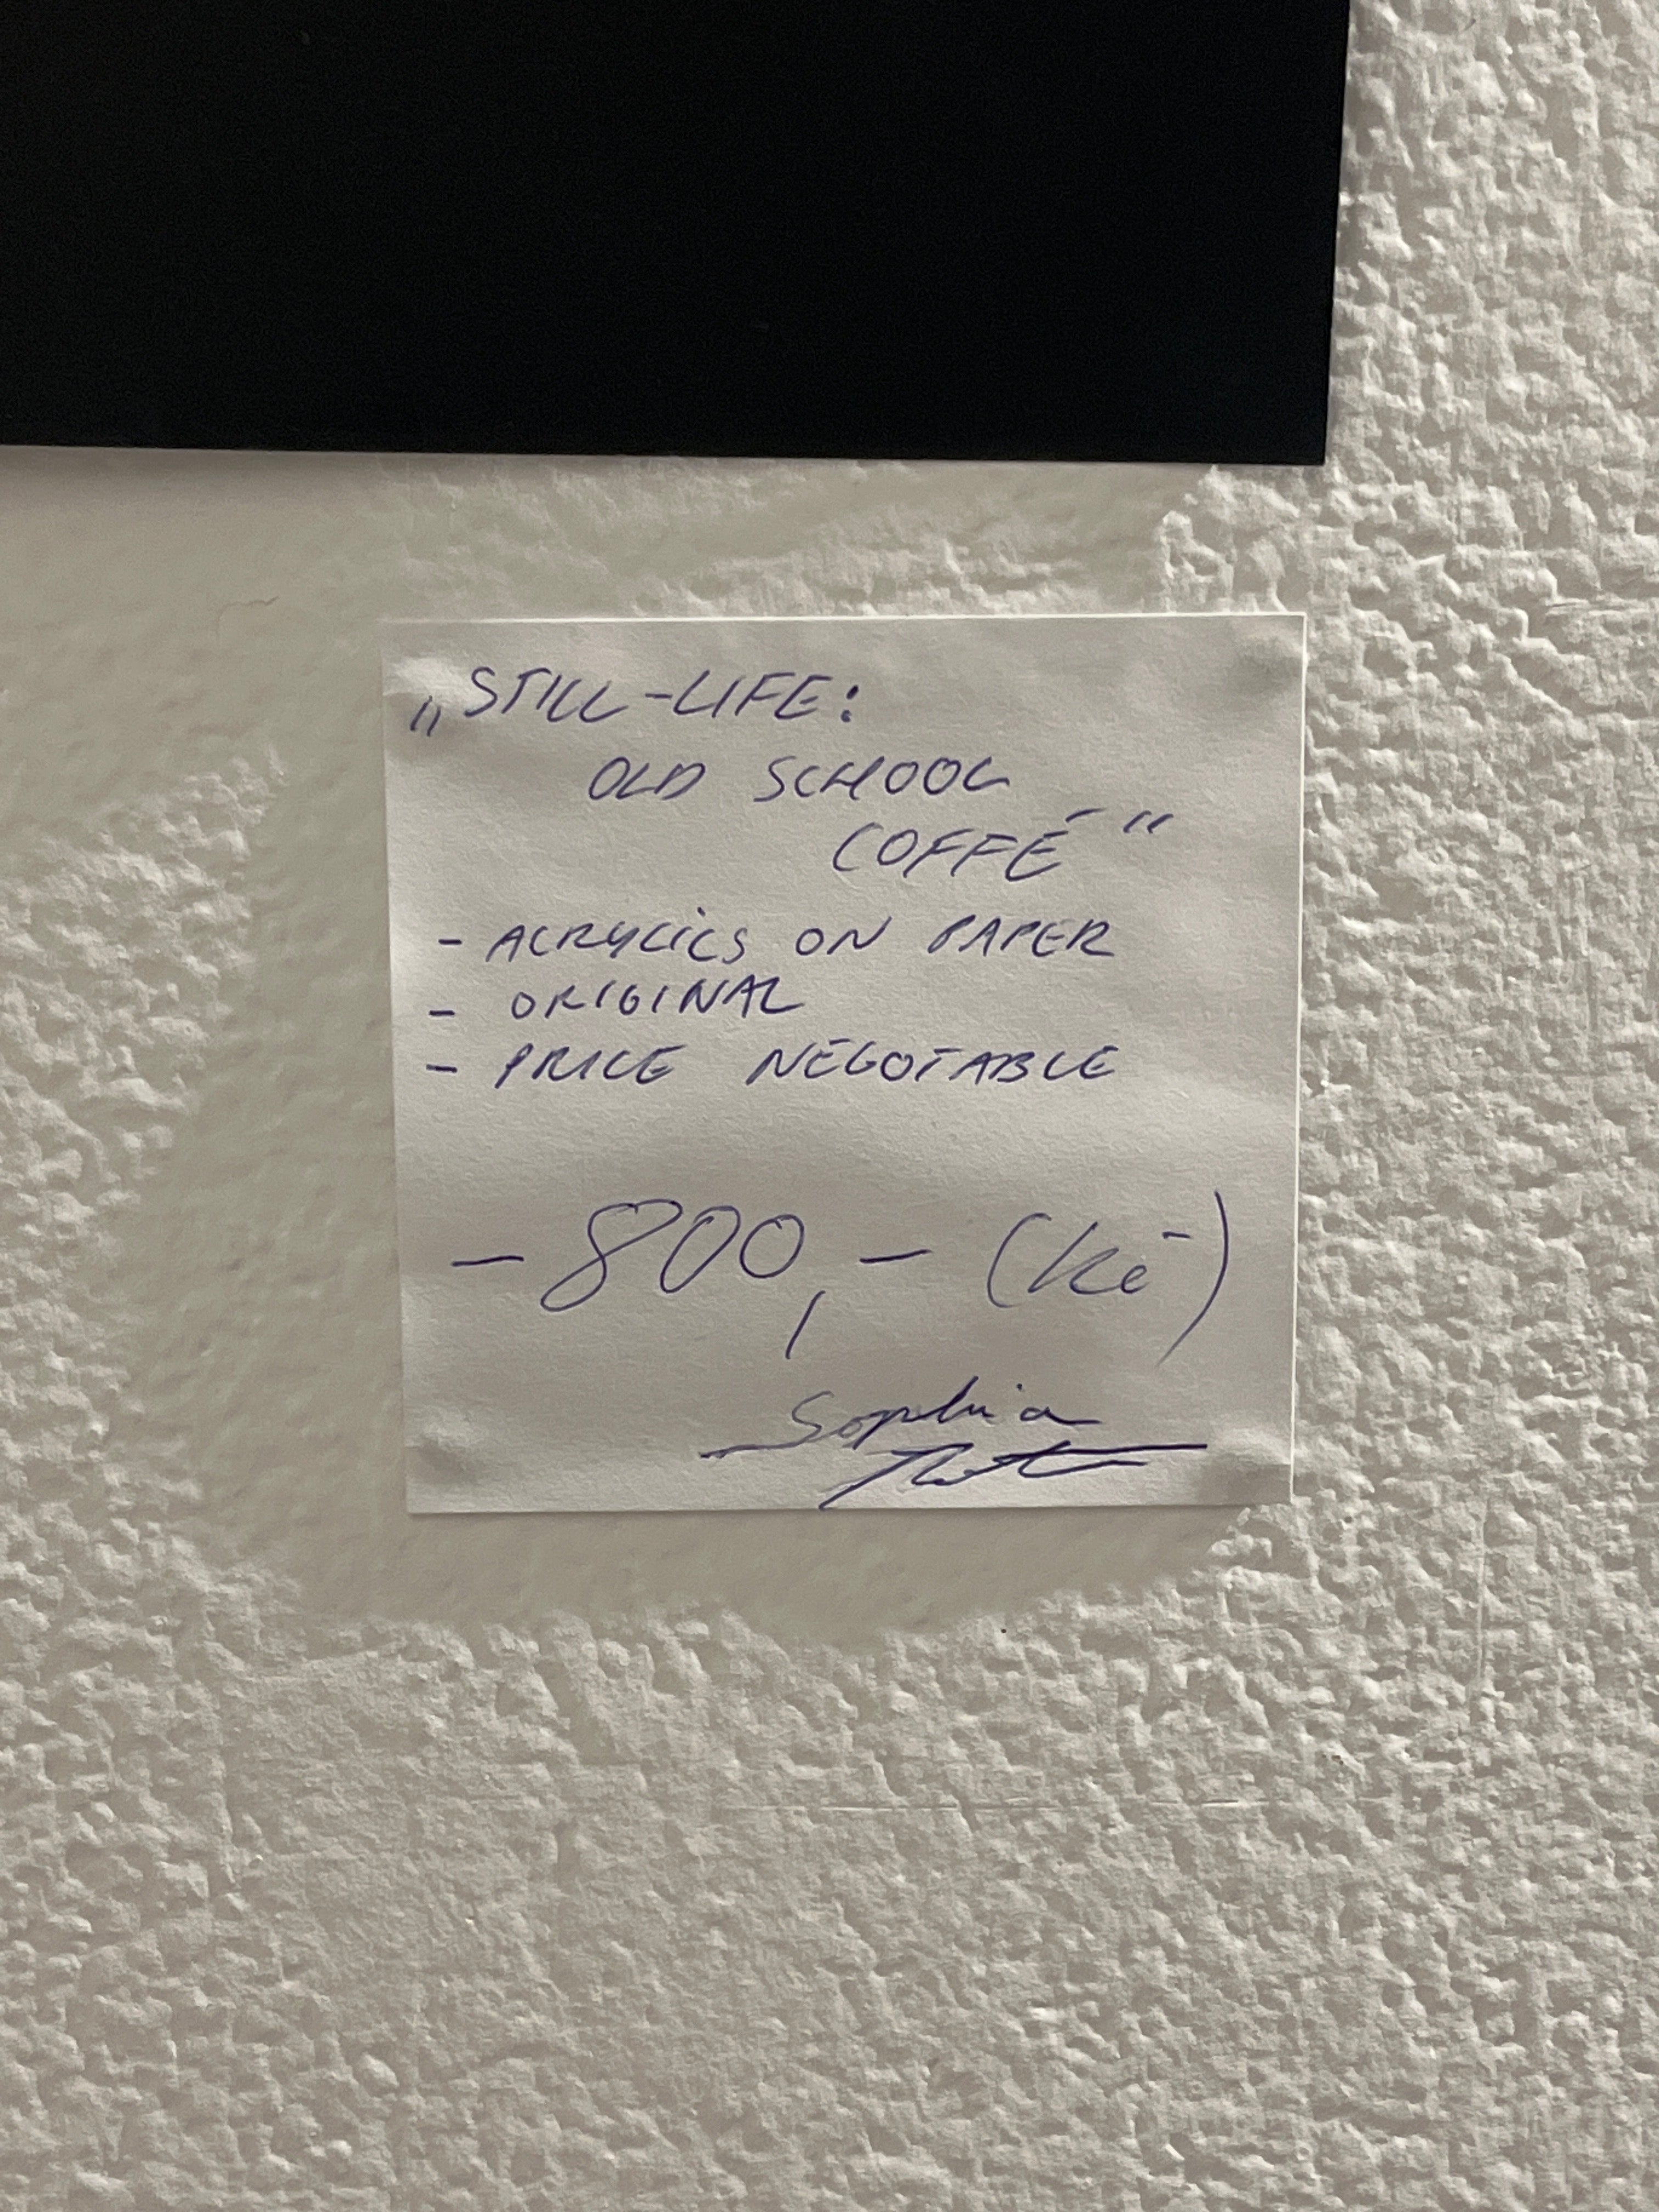 „STILL-LIFE:
OLD SCHOOL
COFFÉ“
- ACRYLICS ON PAPER
- ORIGINAL
- PRICE NEGOTABLE
- 800,- (Kč)
Sophia